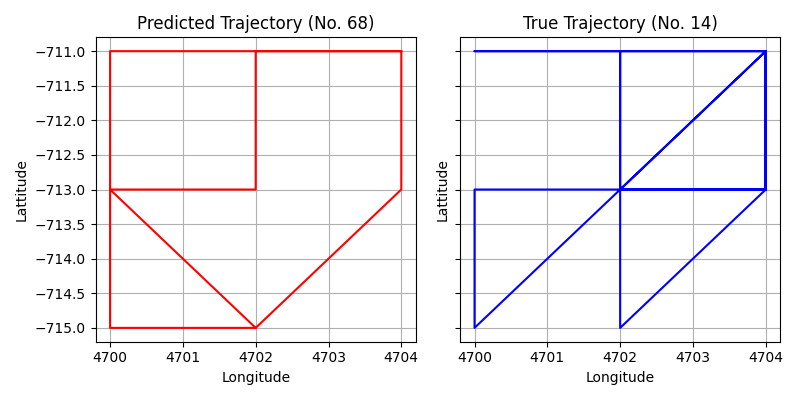 Predicted Trajectory (No. 68)
−711.0
−711.5
−712.0
−712.5
−713.0
−713.5
−714.0
−714.5
−715.0
Lattitude
4700 4701 4702 4703 4704
Longitude
True Trajectory (No. 14)
Lattitude
4700 4701 4702 4703 4704
Longitude